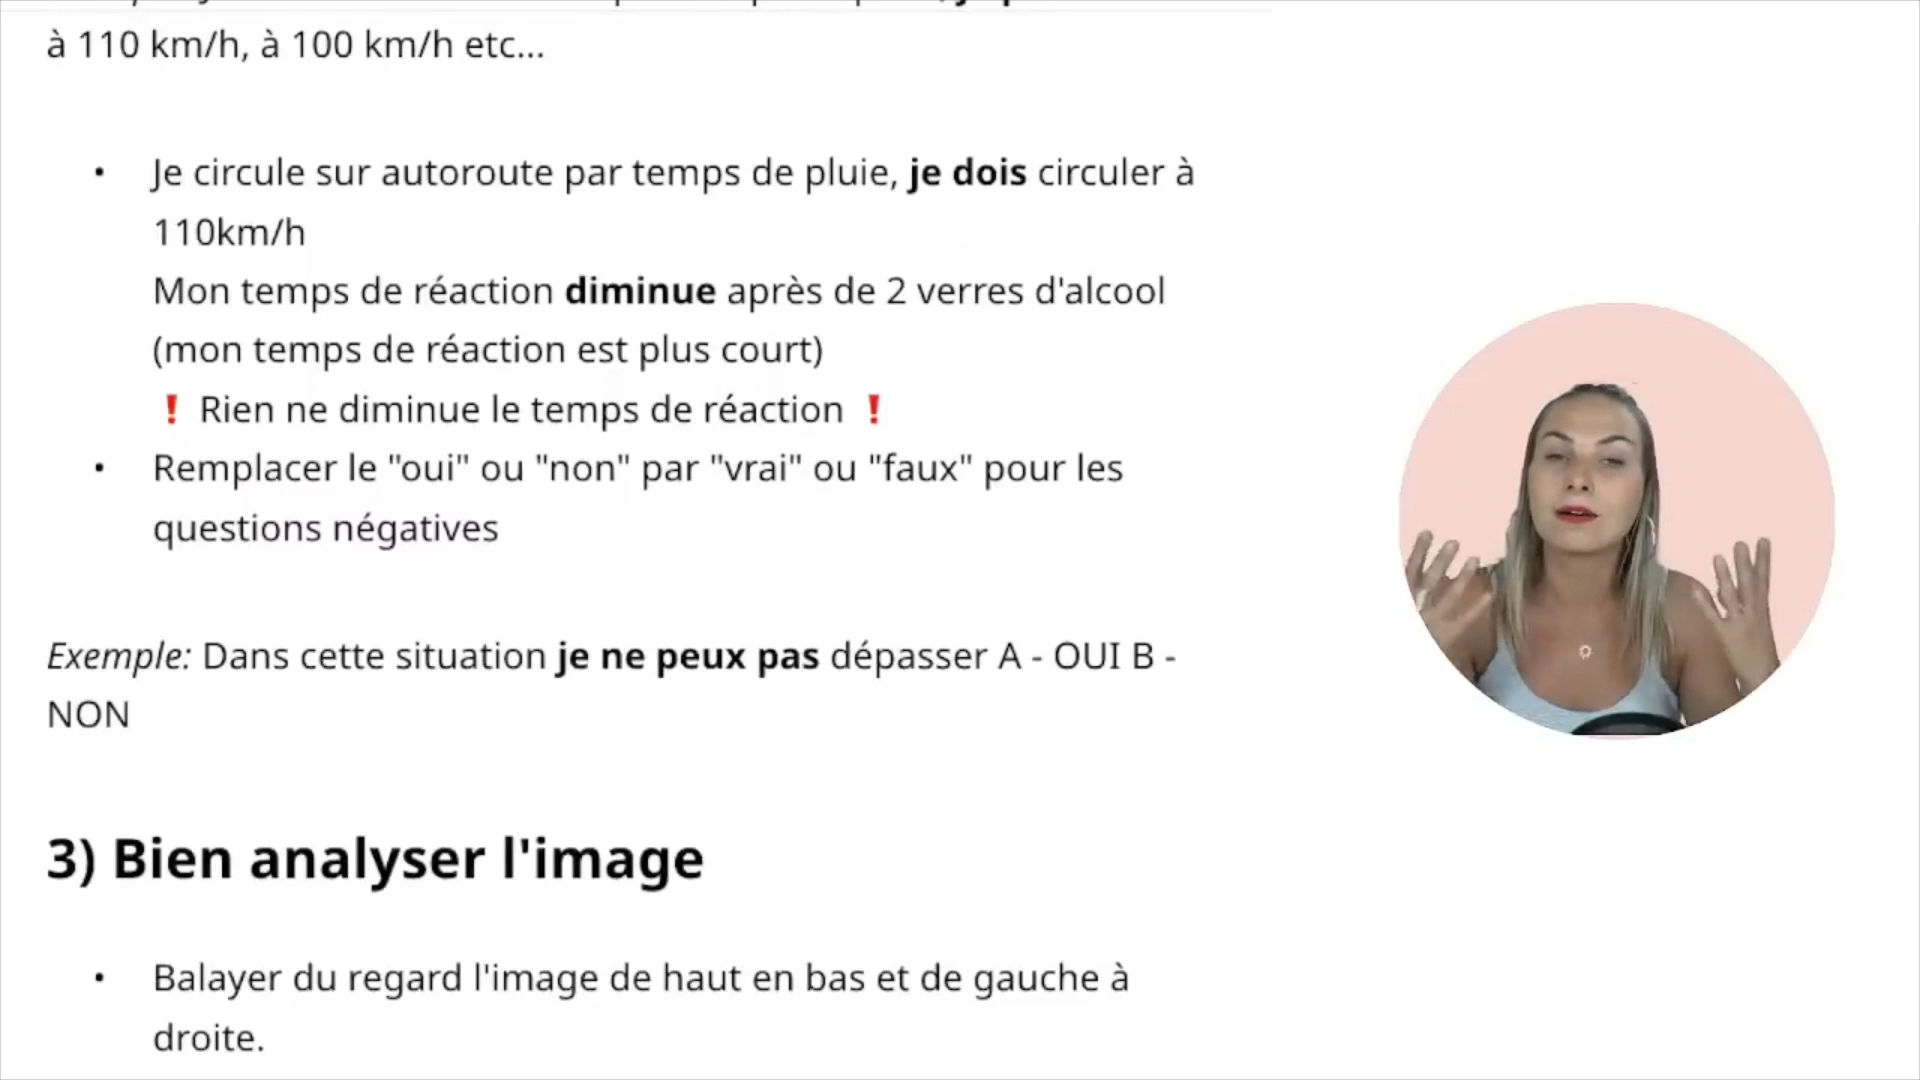 à 110 km/h, à 100 km/h etc...
• Je circule sur autoroute par temps de pluie, je dois circuler à
110km/h
Mon temps de réaction diminue après de 2 verres d'alcool
(mon temps de réaction est plus court)
❗ Rien ne diminue le temps de réaction ❗
• Remplacer le "oui" ou "non" par "vrai" ou "faux" pour les
questions négatives
Exemple: Dans cette situation je ne peux pas dépasser A - OUI B -
NON
3) Bien analyser l'image
• Balayer du regard l'image de haut en bas et de gauche à
droite.